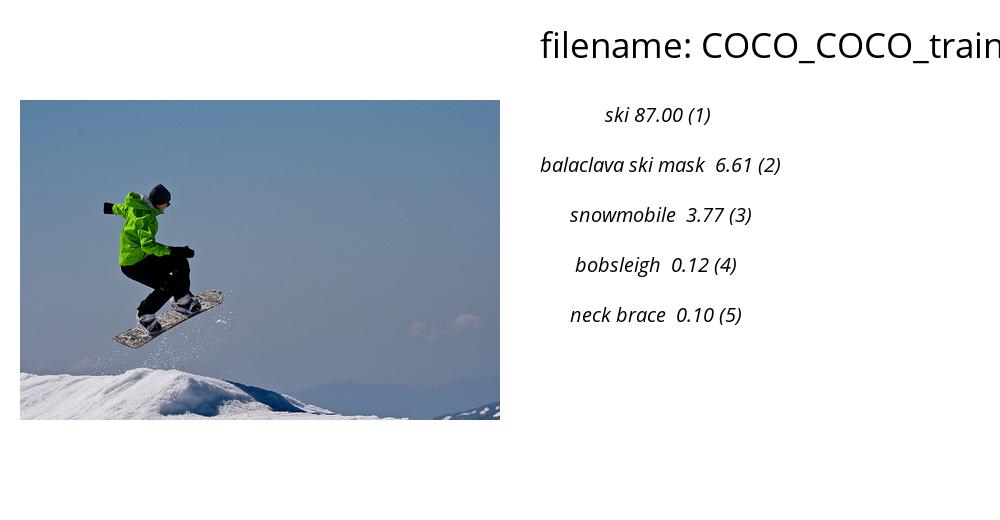 filename: COCO_COCO_train
ski 87.00 (1)
balaclava ski mask 6.61 (2)
snowmobile 3.77 (3)
bobsleigh 0.12 (4)
neck brace 0.10 (5)